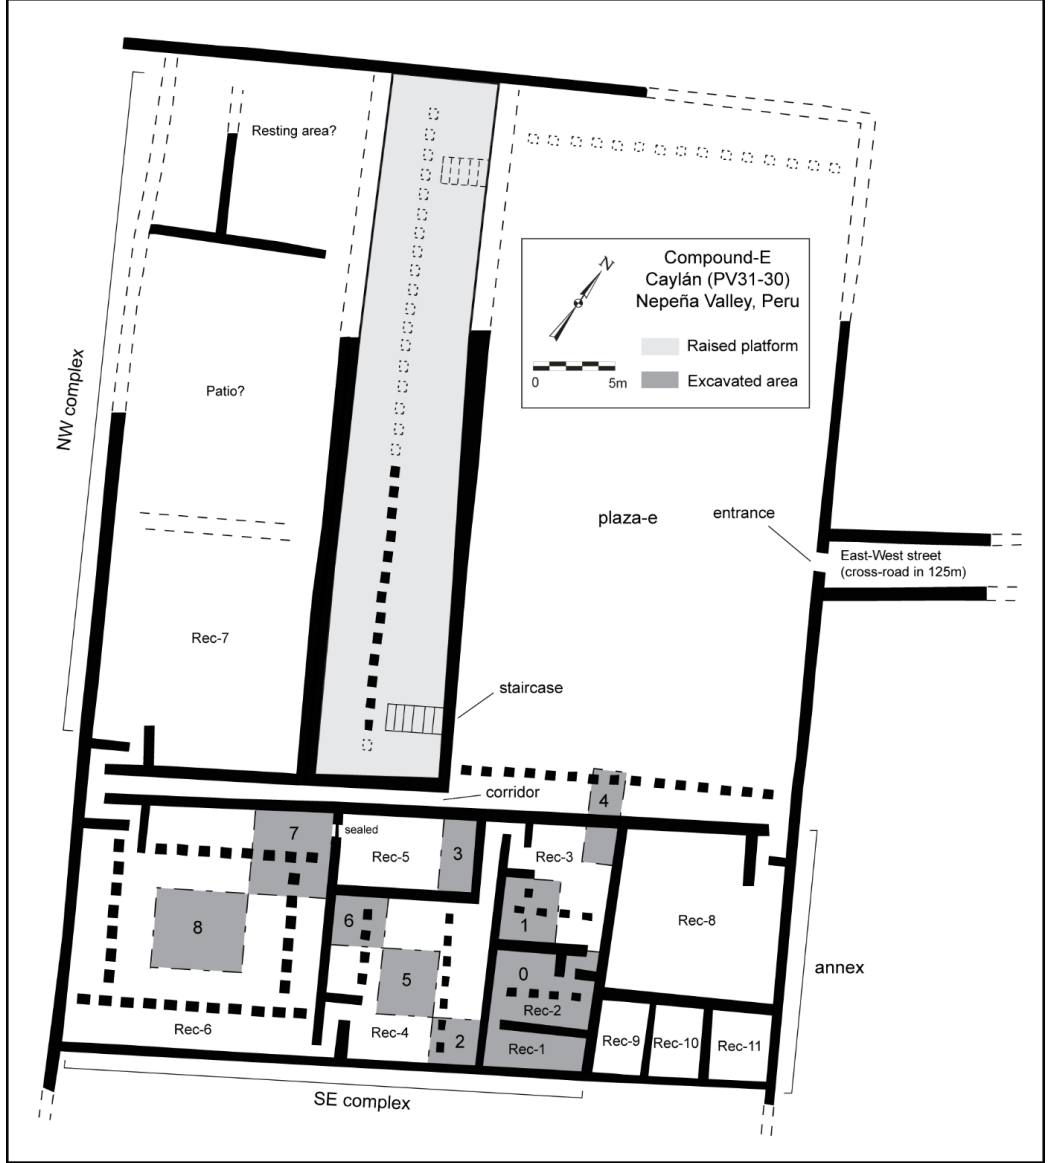 Resting area?
N
Compound-E
Caylán (PV31-30)
Nepeña Valley, Peru
Raised platform
0 5m
Excavated area
NW complex
Patio?
plaza-e
entrance
East-West street
(cross-road in 125m)
Rec-7
staircase
corridor
4
7
sealed
Rec-5
3
Rec-3
8
6
1
Rec-8
5
0
annex
Rec-2
Rec-6
Rec-4
2
Rec-1
Rec-9
Rec-10
Rec-11
SE complex